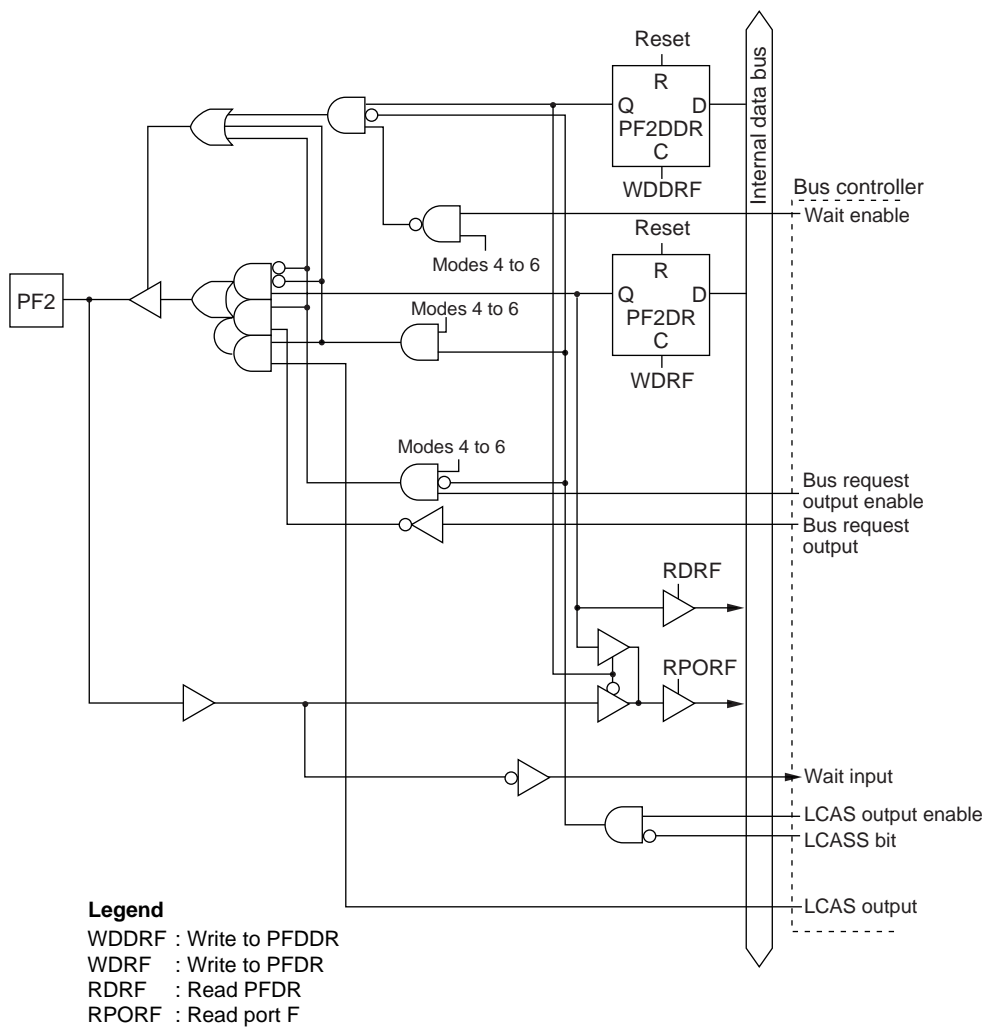 Reset
R
Q D
PF2DDR
C
WDDRF
Internal data bus
Bus controller
Wait enable
Modes 4 to 6
Reset
R
Q D
PF2DR
C
WDRF
PF2
Modes 4 to 6
Modes 4 to 6
Bus request
output enable
Bus request
output
RDRF
RPORF
Wait input
LCAS output enable
LCASS bit
LCAS output
Legend
WDDRF : Write to PFDDR
WDRF : Write to PFDR
RDRF : Read PFDR
RPORF : Read port F